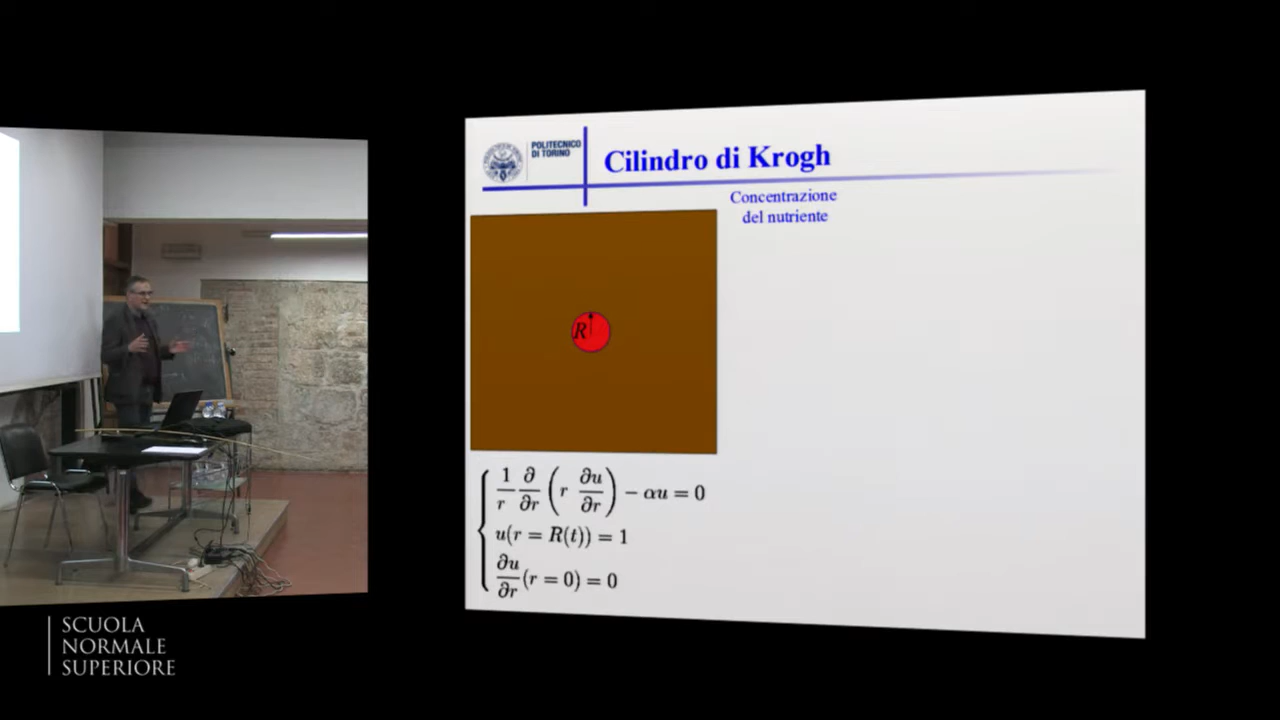 POLITECNICO
DI TORINO
Cilindro di Krogh
Concentrazione
del nutriente
R
1/r ∂/∂r (r ∂u/∂r) − αu = 0
u(r = R(t)) = 1
∂u/∂r (r = 0) = 0
SCUOLA
NORMALE
SUPERIORE